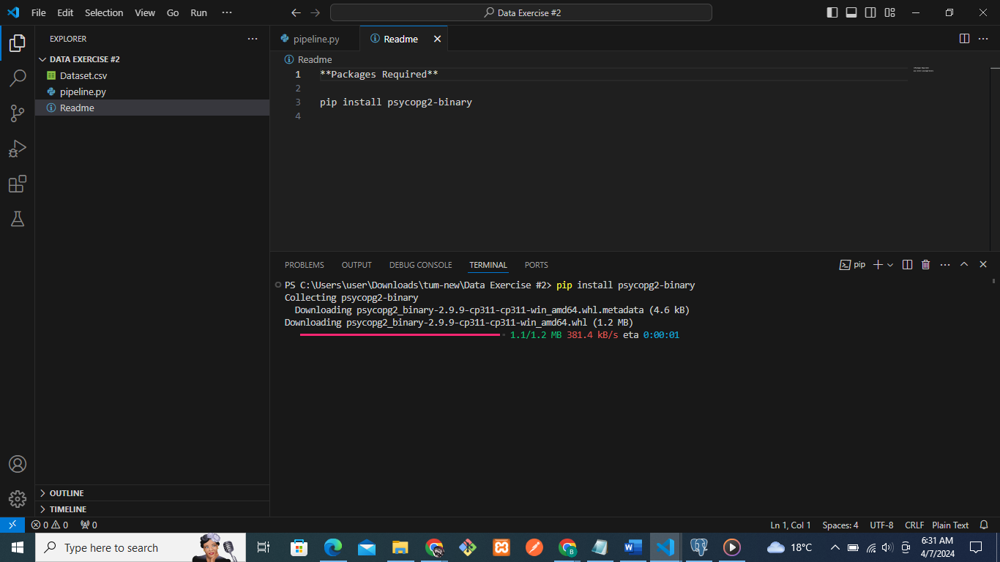 File Edit Selection View Go Run ···
Data Exercise #2
EXPLORER
DATA EXERCISE #2
Dataset.csv
pipeline.py
Readme
OUTLINE
TIMELINE
pipeline.py
Readme
Readme
1 **Packages Required**
2
3 pip install psycopg2-binary
4
PROBLEMS OUTPUT DEBUG CONSOLE TERMINAL PORTS
pip
PS C:\Users\user\Downloads\tum-new\Data Exercise #2> pip install psycopg2-binary
Collecting psycopg2-binary
Downloading psycopg2_binary-2.9.9-cp311-cp311-win_amd64.whl.metadata (4.6 kB)
Downloading psycopg2_binary-2.9.9-cp311-cp311-win_amd64.whl (1.2 MB)
1.1/1.2 MB 381.4 kB/s eta 0:00:01
0 0 0
Ln 1, Col 1 Spaces: 4 UTF-8 CRLF Plain Text
Type here to search
B
W
18°C
6:31 AM
4/7/2024